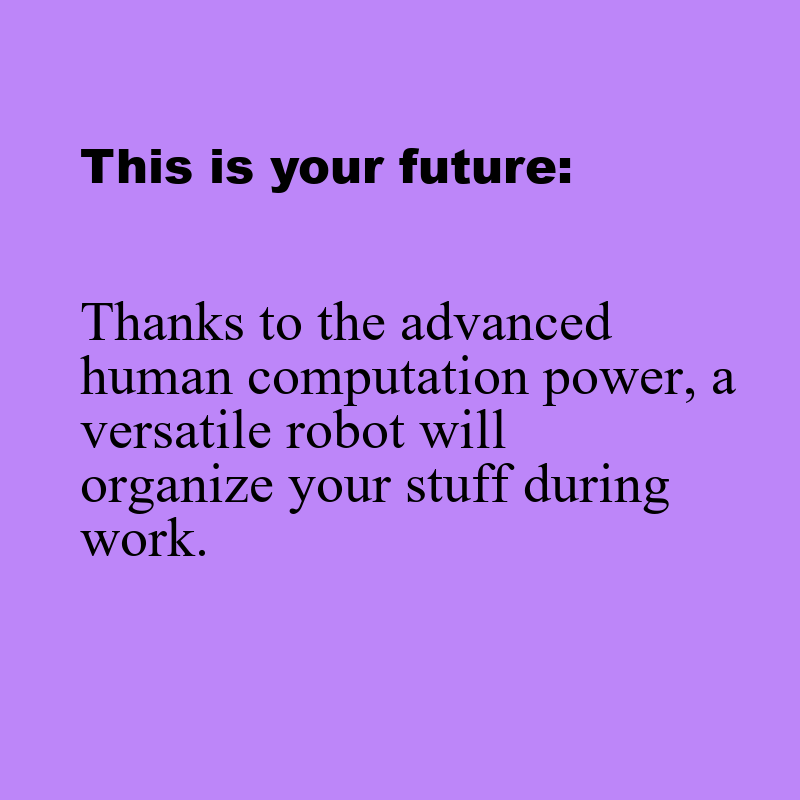 This is your future:
Thanks to the advanced
human computation power, a
versatile robot will
organize your stuff during
work.